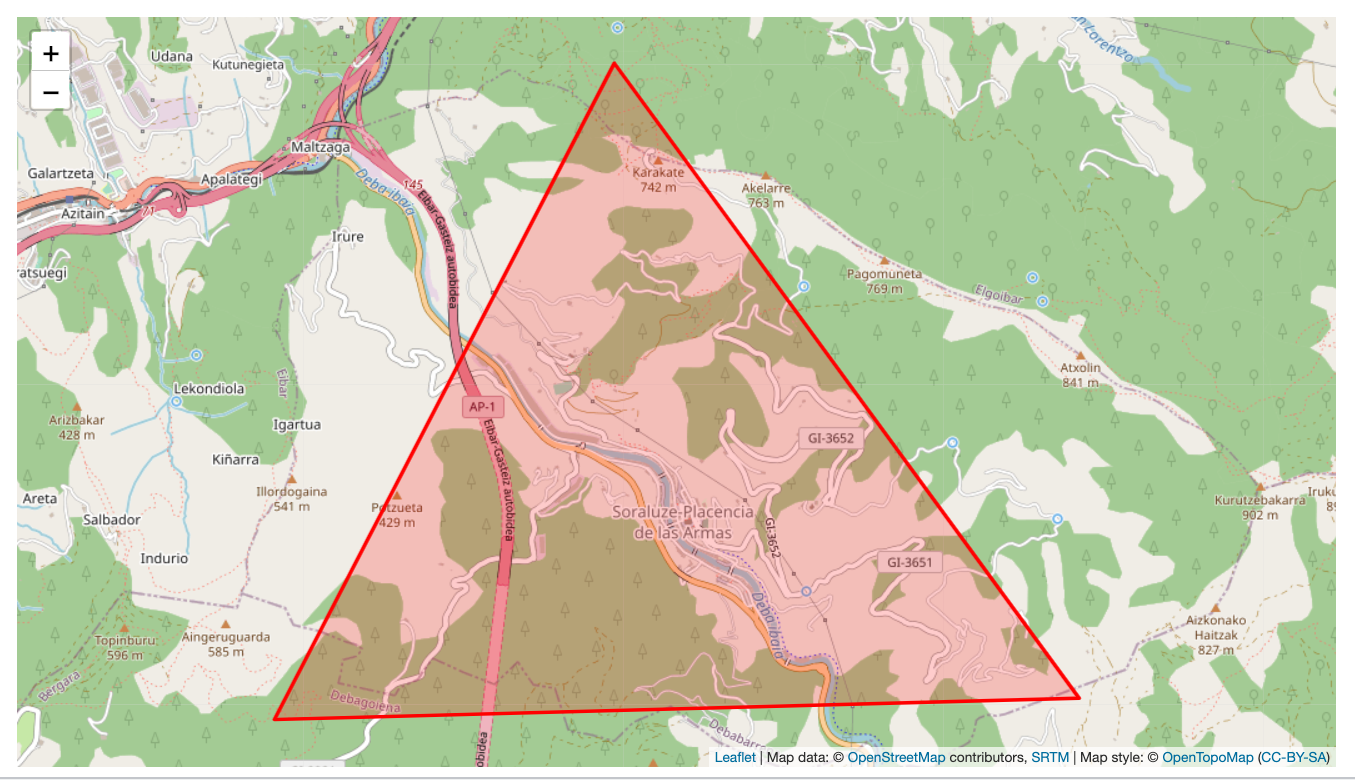 +
−
Udana
Kutunegieta
Maltzaga
Galartzeta
Apalategi
Azitain
71
145
ratsuegi
Irure
Deba ibaia
Eibar-Gasteiz autobidea
Karakate
742 m
Akelarre
763 m
Pagomuneta
769 m
Elgoibar
Atxolin
841 m
Lekondiola
Eibar
Arizbakar
428 m
Igartua
Kiñarra
AP-1
Eibar-Gasteiz autobidea
GI-3652
Illordogaina
541 m
Potzueta
429 m
Areta
Salbador
Indurio
Soraluze-Placencia
de las Armas
GI-3652
GI-3651
Kurutzebakarra
902 m
Deba ibaia
Topinburu
596 m
Aingeruguarda
585 m
Aizkonako
Haitzak
827 m
Bergara
Debagoiena
Debabarr
obidea
Leaflet | Map data: © OpenStreetMap contributors, SRTM | Map style: © OpenTopoMap (CC-BY-SA)